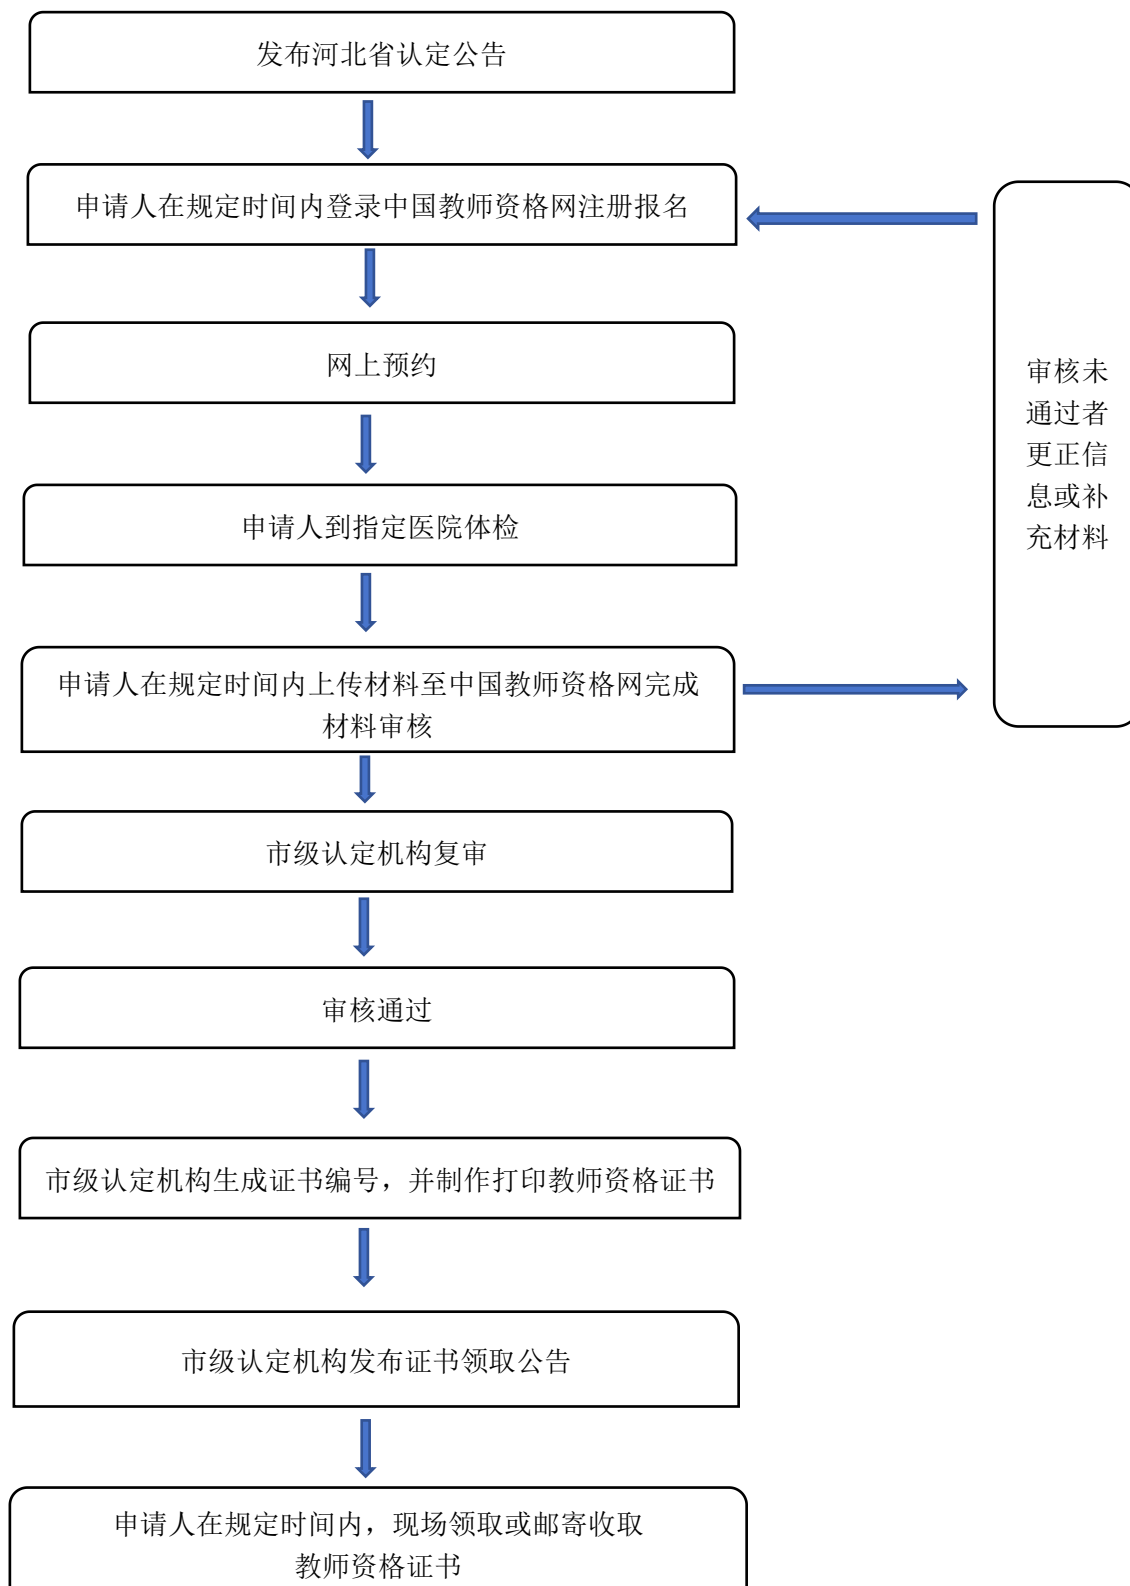 发布河北省认定公告
申请人在规定时间内登录中国教师资格网注册报名
网上预约
申请人到指定医院体检
申请人在规定时间内上传材料至中国教师资格网完成
材料审核
审核未
通过者
更正信
息或补
充材料
市级认定机构复审
审核通过
市级认定机构生成证书编号，并制作打印教师资格证书
市级认定机构发布证书领取公告
申请人在规定时间内，现场领取或邮寄收取
教师资格证书